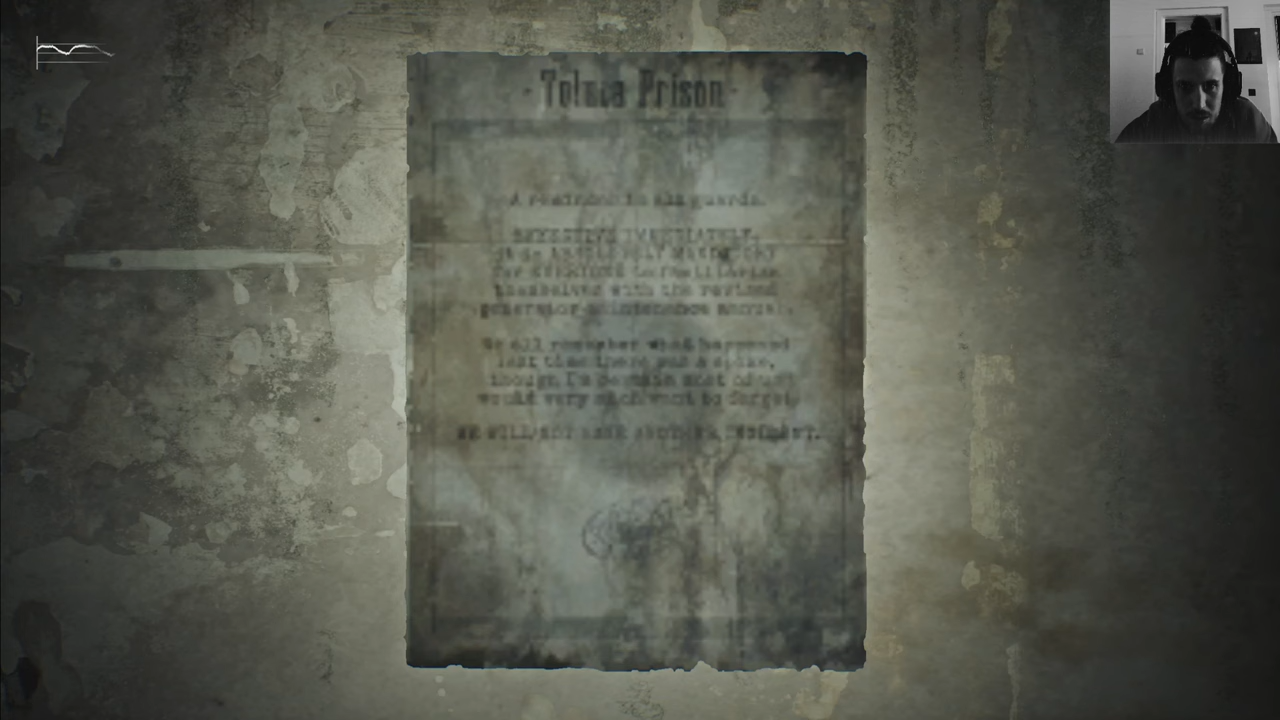 - Toluca Prison -
A reminder to all guards.
EFFECTIVE IMMEDIATELY,
it is ABSOLUTELY MANDATORY
for EVERYONE to familiarize
themselves with the revised
generator-maintenance manual.
We all remember what happened
last time there was a spike,
though I'm certain most of us
would very much want to forget.
WE WILL NOT HAVE ANOTHER INCIDENT.